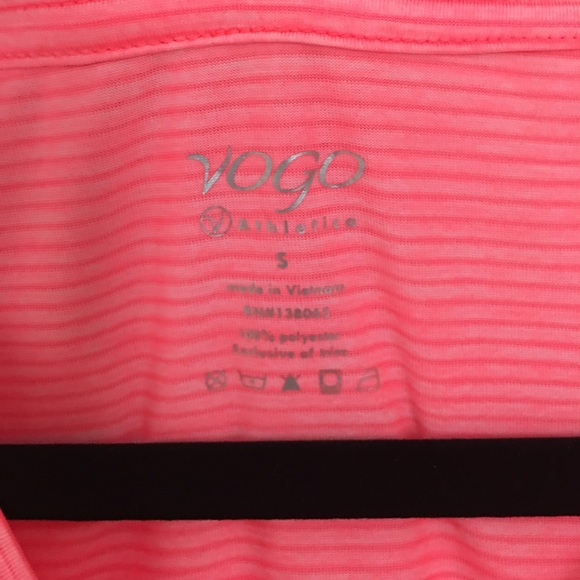 VOGO
Athletica
S
made in Vietnam
100% polyester
Exclusive of trim